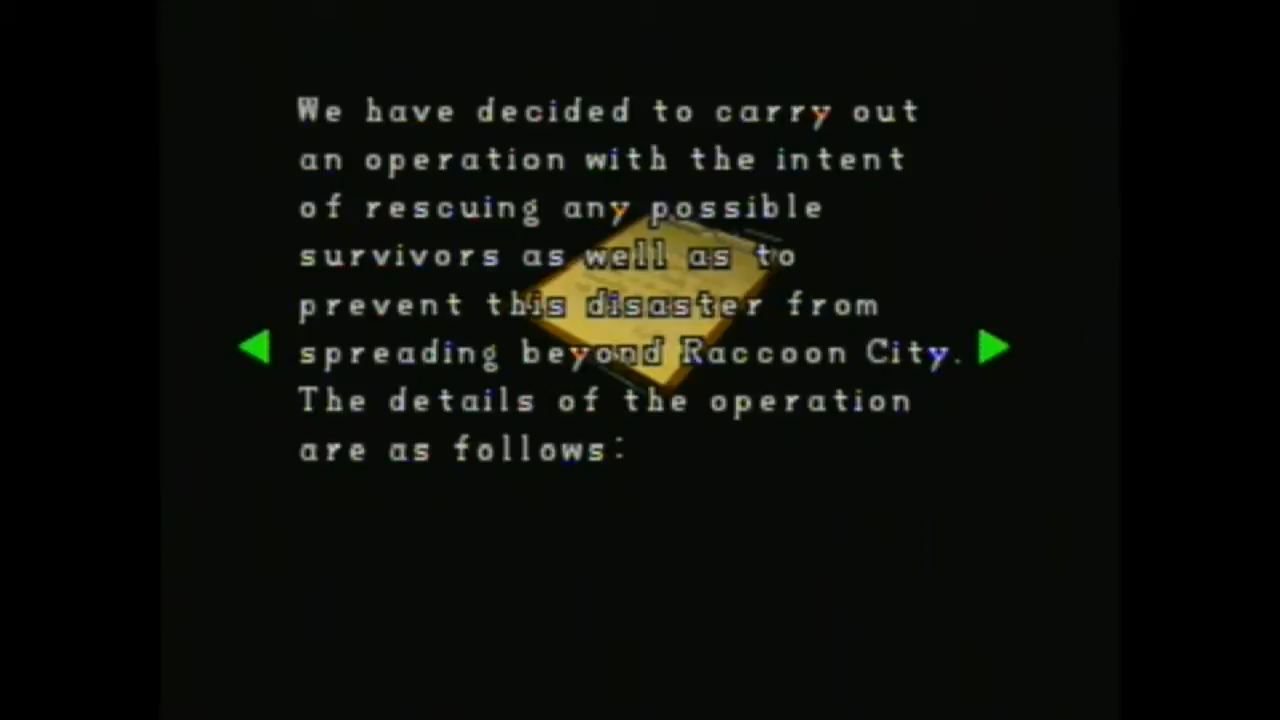 We have decided to carry out
an operation with the intent
of rescuing any possible
survivors as well as to
prevent this disaster from
spreading beyond Raccoon City.
The details of the operation
are as follows: